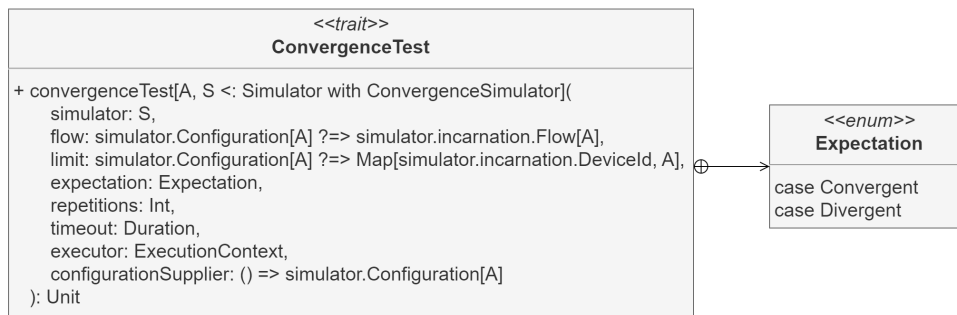 <<trait>>
ConvergenceTest
+ convergenceTest[A, S <: Simulator with ConvergenceSimulator](
simulator: S,
flow: simulator.Configuration[A] ?=> simulator.incarnation.Flow[A],
limit: simulator.Configuration[A] ?=> Map[simulator.incarnation.DeviceId, A],
expectation: Expectation,
repetitions: Int,
timeout: Duration,
executor: ExecutionContext,
configurationSupplier: () => simulator.Configuration[A]
): Unit
<<enum>>
Expectation
case Convergent
case Divergent